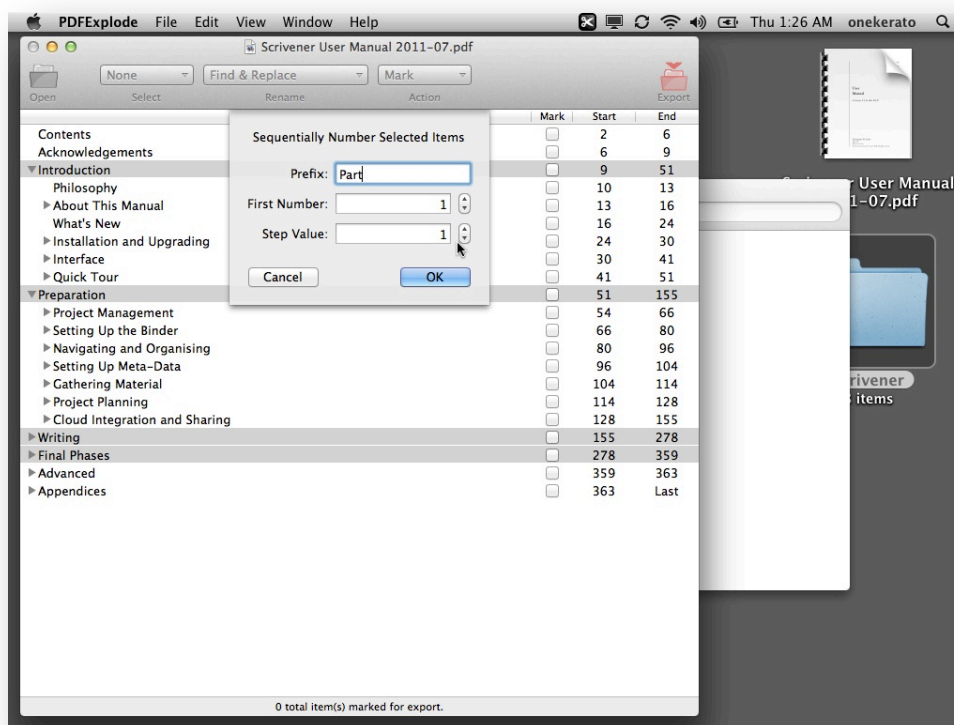 PDFExplode File Edit View Window Help Thu 1:26 AM onekerato
Scrivener User Manual 2011-07.pdf
None Find & Replace Mark
Open Select Rename Action Export
Mark Start End
Contents 2 6
Acknowledgements 6 9
Introduction 9 51
Philosophy 10 13
About This Manual 13 16
What's New 16 24
Installation and Upgrading 24 30
Interface 30 41
Quick Tour 41 51
Preparation 51 155
Project Management 54 66
Setting Up the Binder 66 80
Navigating and Organising 80 96
Setting Up Meta-Data 96 104
Gathering Material 104 114
Project Planning 114 128
Cloud Integration and Sharing 128 155
Writing 155 278
Final Phases 278 359
Advanced 359 363
Appendices 363 Last
0 total item(s) marked for export.
Sequentially Number Selected Items
Prefix: Part
First Number: 1
Step Value: 1
Cancel OK
User Manual
1-07.pdf
rivener
items